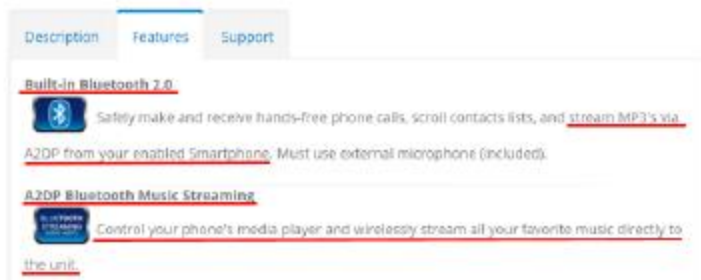 Description Features Support
Built-in Bluetooth 2.0
Safely make and receive hands-free phone calls, scroll contacts lists, and stream MP3's via
A2DP from your enabled Smartphone. Must use external microphone (included).
A2DP Bluetooth Music Streaming
BLUETOOTH
STREAMING
Control your phone's media player and wirelessly stream all your favorite music directly to
the unit.